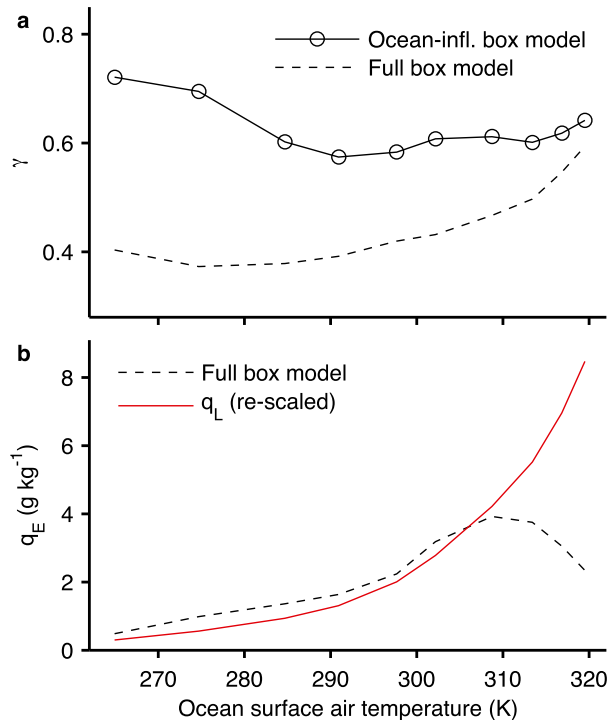 a
0.8
Ocean-infl. box model
Full box model
0.6
γ
0.4
b
8
Full box model
q_L (re-scaled)
6
q_E (g kg^-1)
4
2
0
270 280 290 300 310 320
Ocean surface air temperature (K)